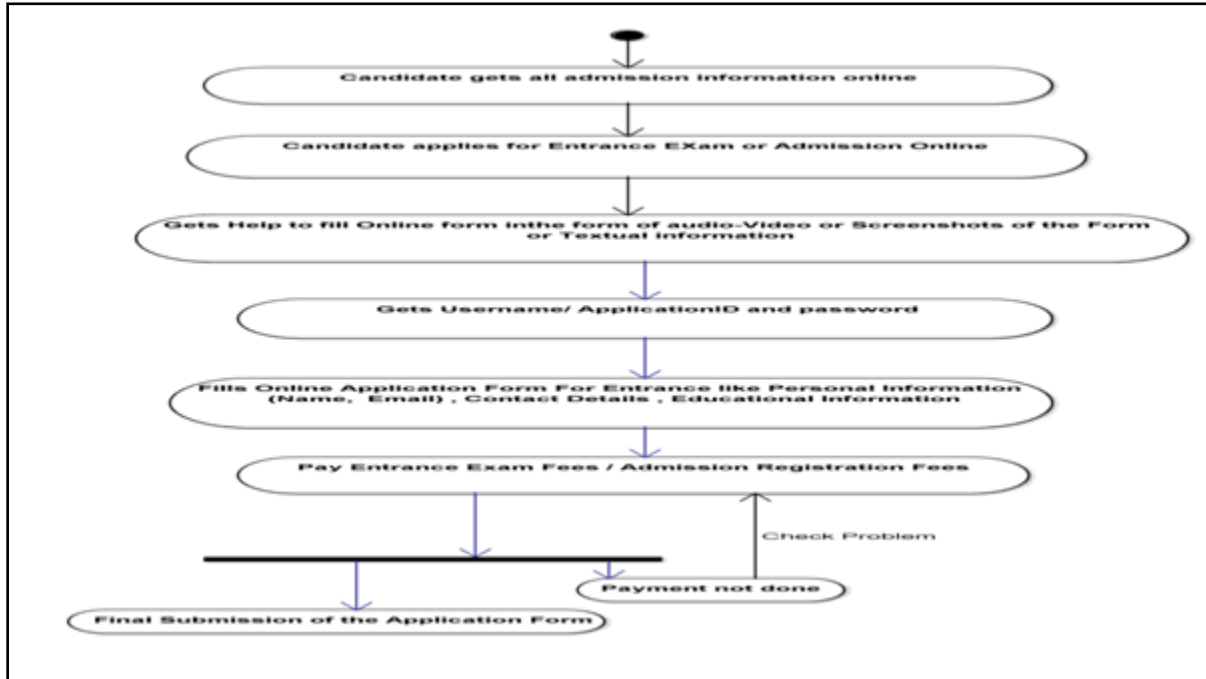 Candidate gets all admission information online
Candidate applies for Entrance EXam or Admission Online
Gets Help to fill Online form inthe form of audio-Video or Screenshots of the Form
or Textual information
Gets Username/ ApplicationID and password
Fills Online Application Form For Entrance like Personal Information
(Name, Email) , Contact Details , Educational Information
Pay Entrance Exam Fees / Admission Registration Fees
Check Problem
Payment not done
Final Submission of the Application Form